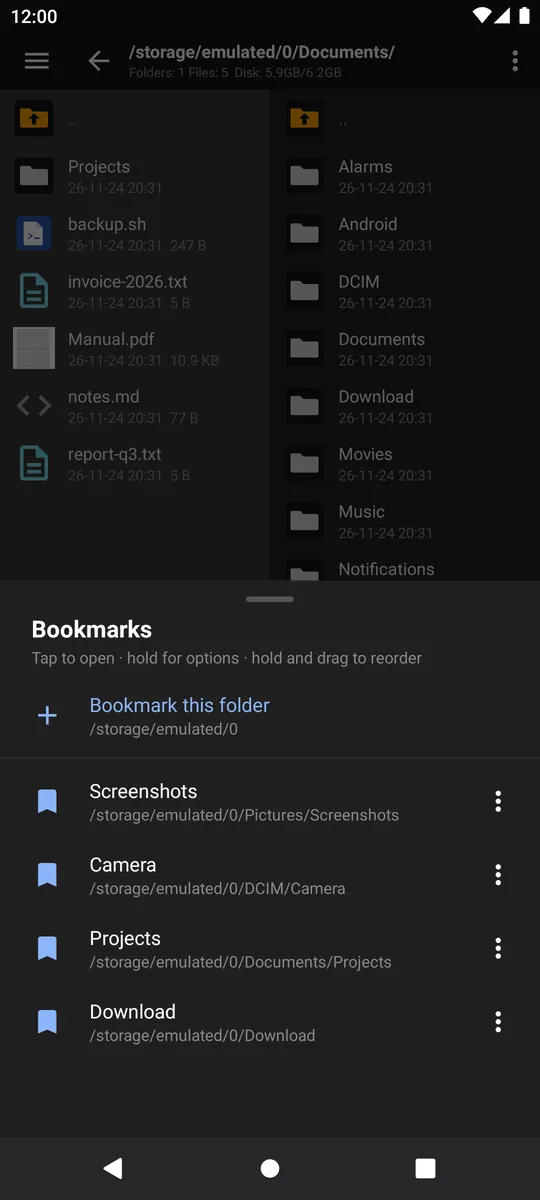 12:00
/storage/emulated/0/Documents/
Folders: 1 Files: 5 Disk: 5.9GB/6.2GB
..
Projects
26-11-24 20:31
backup.sh
26-11-24 20:31 247 B
invoice-2026.txt
26-11-24 20:31 5 B
Manual.pdf
26-11-24 20:31 10.9 KB
notes.md
26-11-24 20:31 77 B
report-q3.txt
26-11-24 20:31 5 B
..
Alarms
26-11-24 20:31
Android
26-11-24 20:31
DCIM
26-11-24 20:31
Documents
26-11-24 20:31
Download
26-11-24 20:31
Movies
26-11-24 20:31
Music
26-11-24 20:31
Notifications
Bookmarks
Tap to open · hold for options · hold and drag to reorder
Bookmark this folder
/storage/emulated/0
Screenshots
/storage/emulated/0/Pictures/Screenshots
Camera
/storage/emulated/0/DCIM/Camera
Projects
/storage/emulated/0/Documents/Projects
Download
/storage/emulated/0/Download